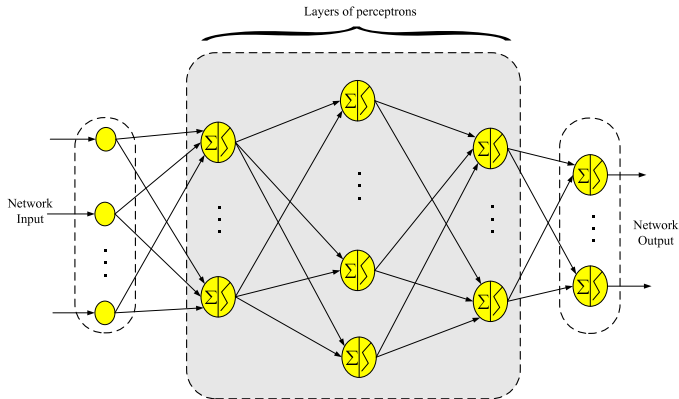 Layers of perceptrons
Σ
Σ
Σ
Σ
Σ
Σ
Σ
Σ
Σ
Network
Input
Network
Output